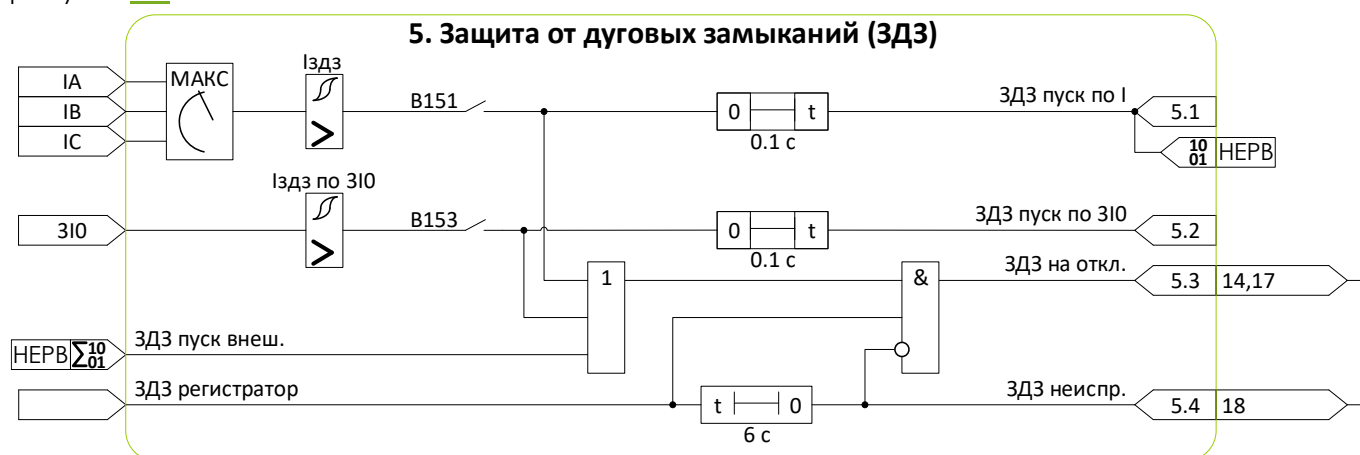 5. Защита от дуговых замыканий (ЗДЗ)
IA
IB
IC
МАКС
Iздз
>
В151
0
t
0.1 с
ЗДЗ пуск по I
5.1
10
01
НЕРВ
3I0
Iздз по 3I0
>
В153
0
t
0.1 с
ЗДЗ пуск по 3I0
5.2
1
&
ЗДЗ на откл.
5.3
14,17
НЕРВ
Σ
10
01
ЗДЗ пуск внеш.
ЗДЗ регистратор
t
0
6 с
ЗДЗ неиспр.
5.4
18